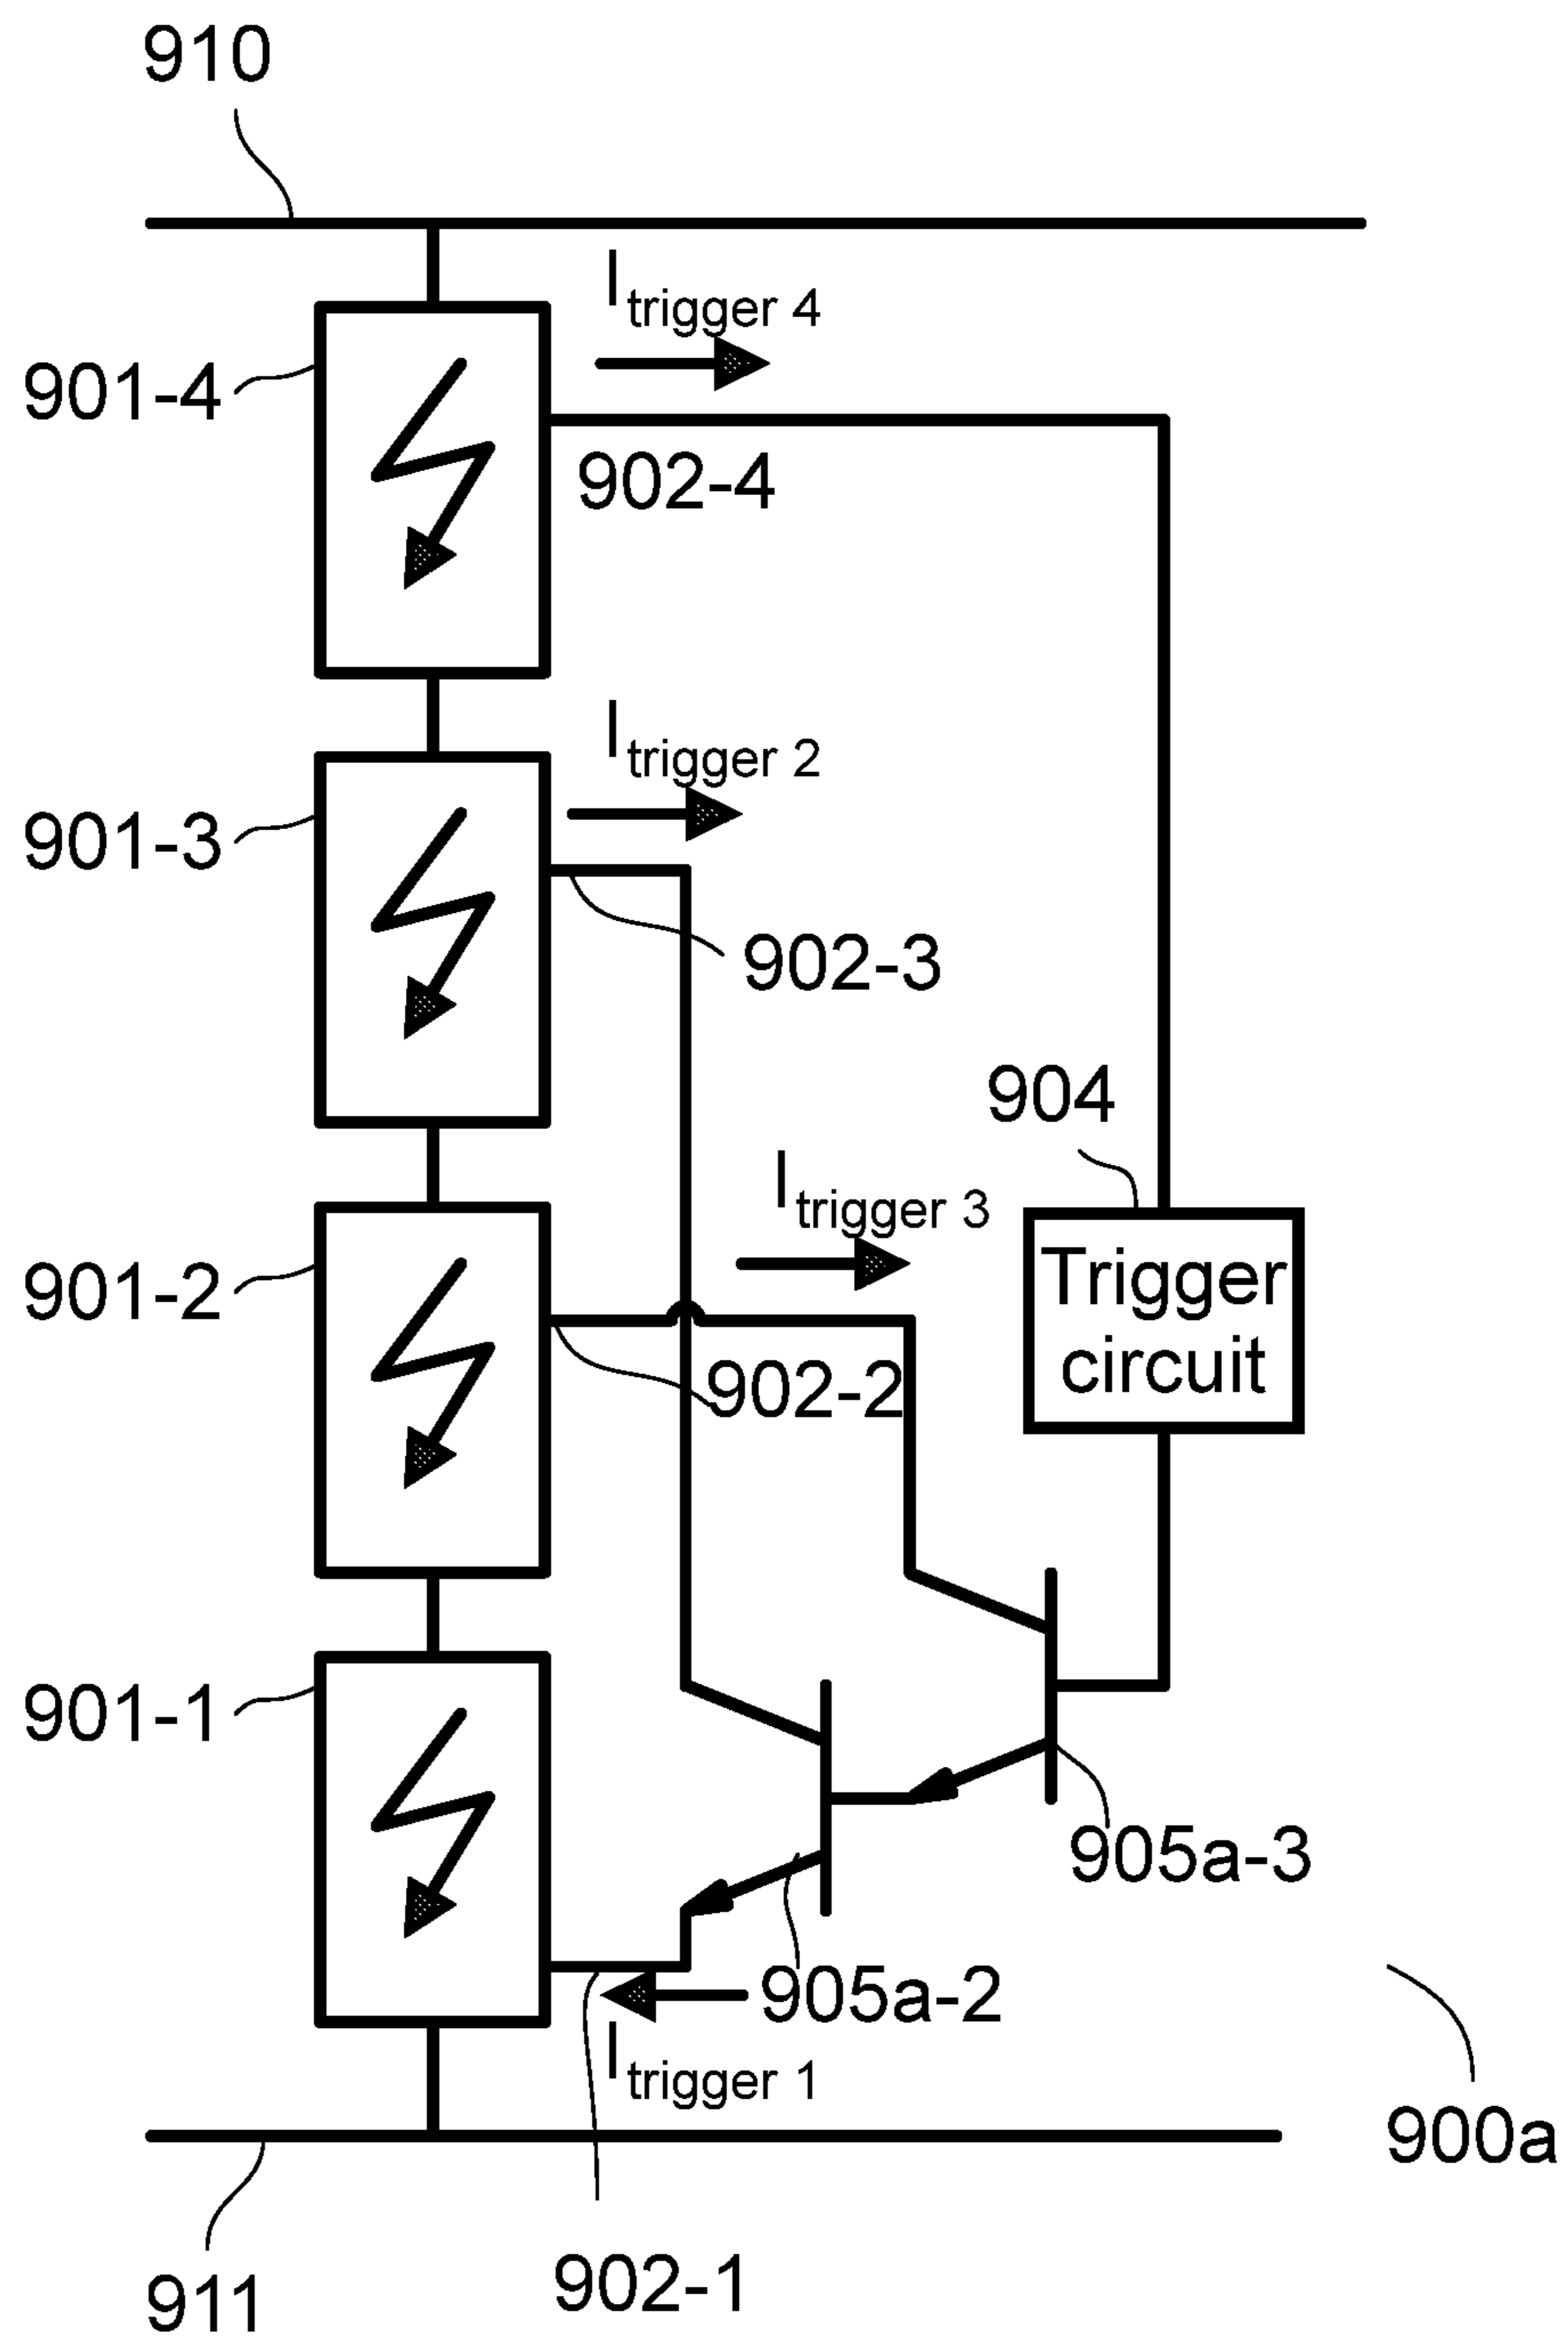 910
I trigger 4
901-4
902-4
I trigger 2
901-3
902-3
904
I trigger 3
901-2
Trigger
circuit
902-2
901-1
905a-3
905a-2
I trigger 1
900a
902-1
911